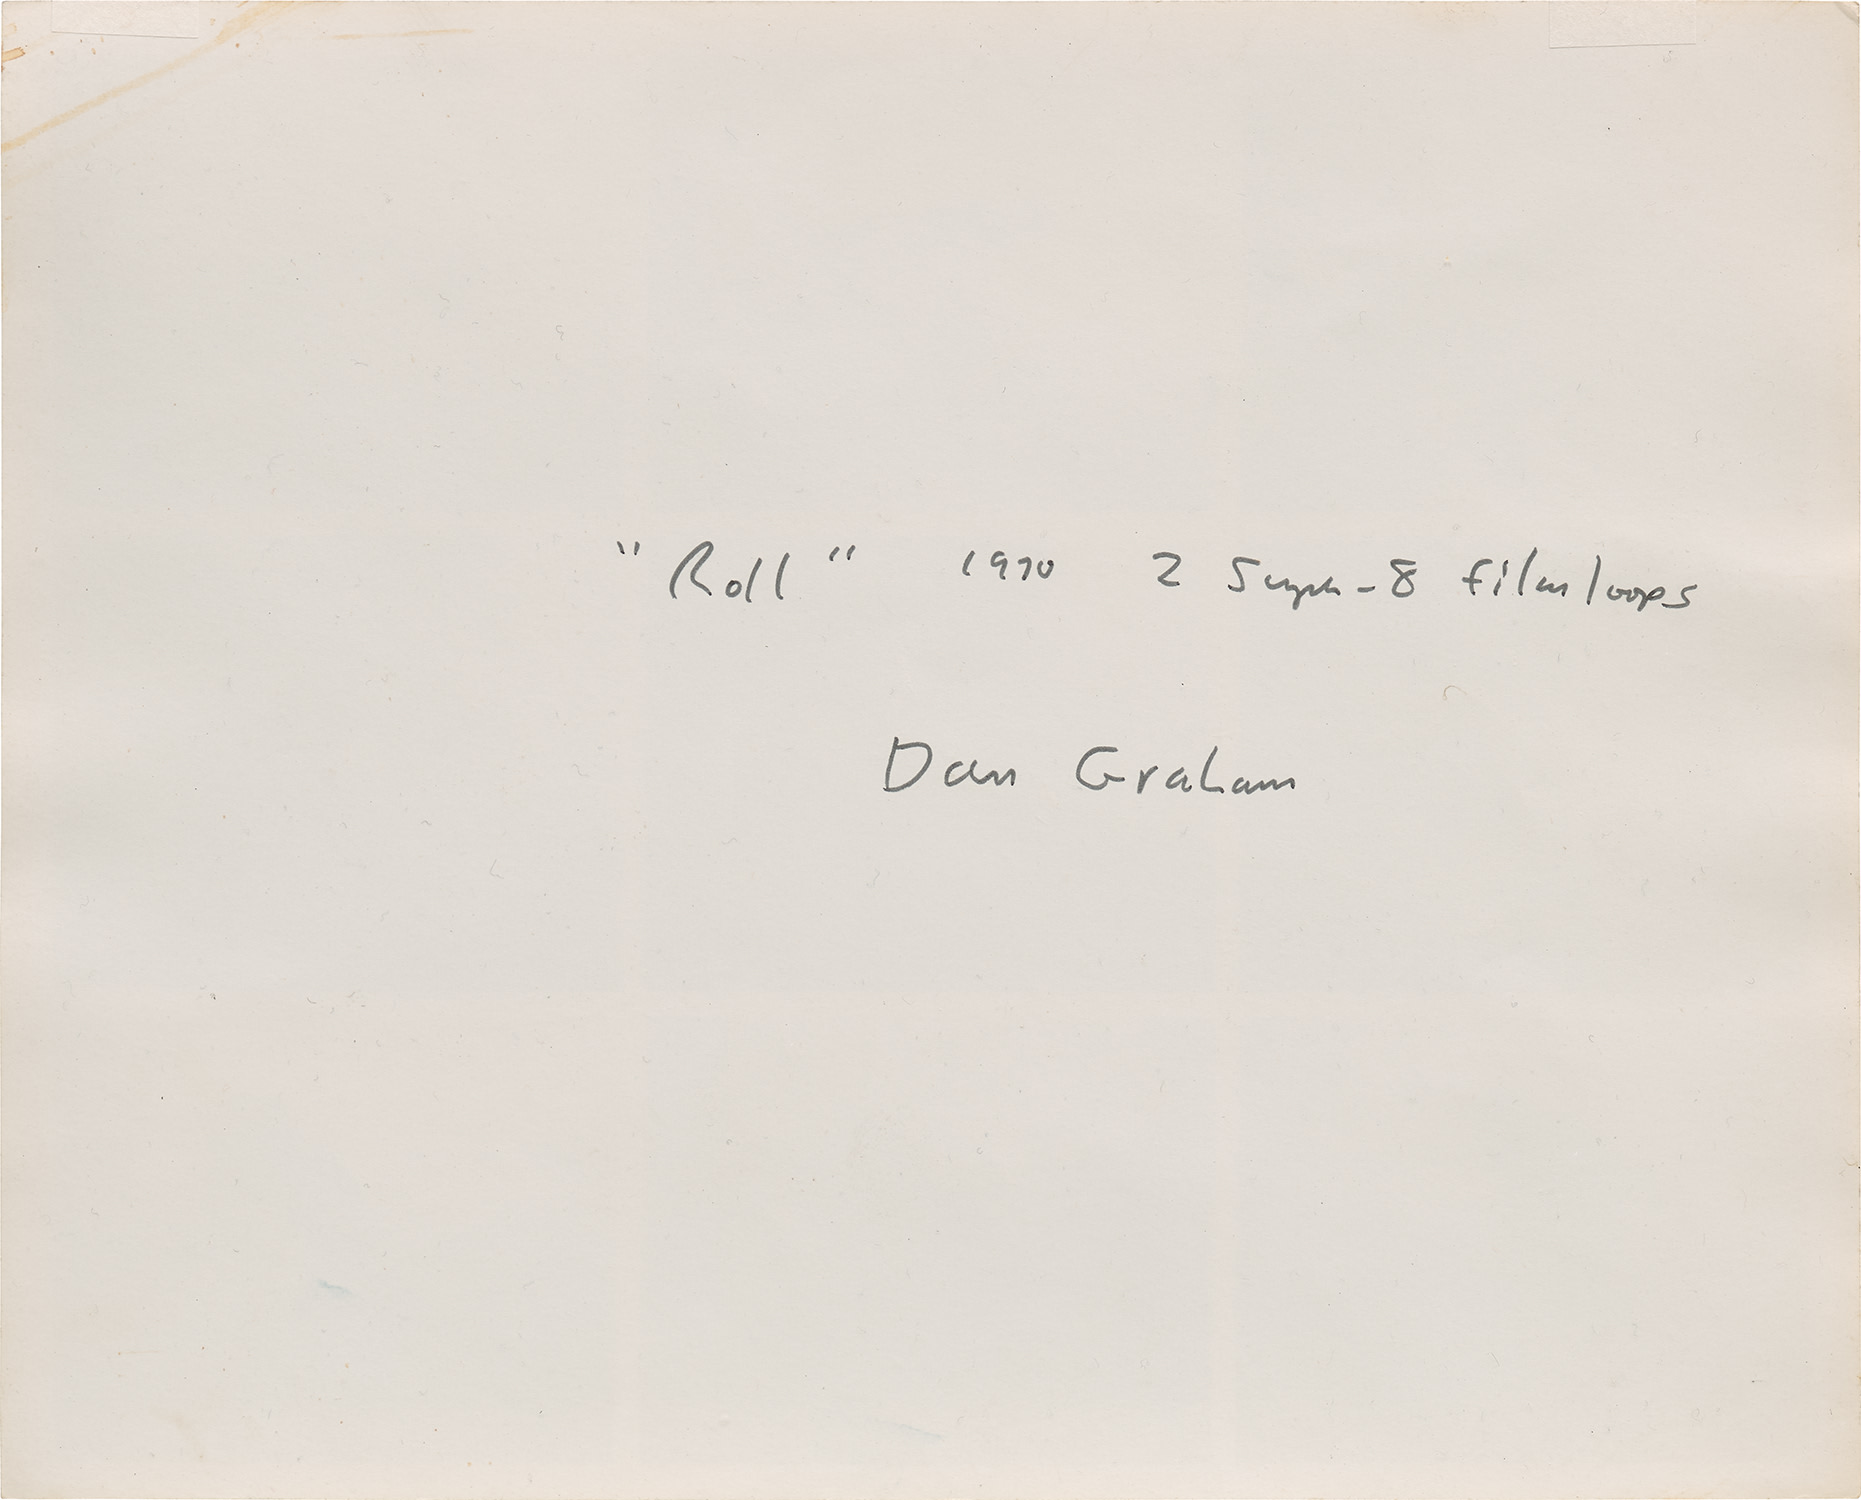 "Roll" 1970 2 Super-8 filmloops
Dan Graham